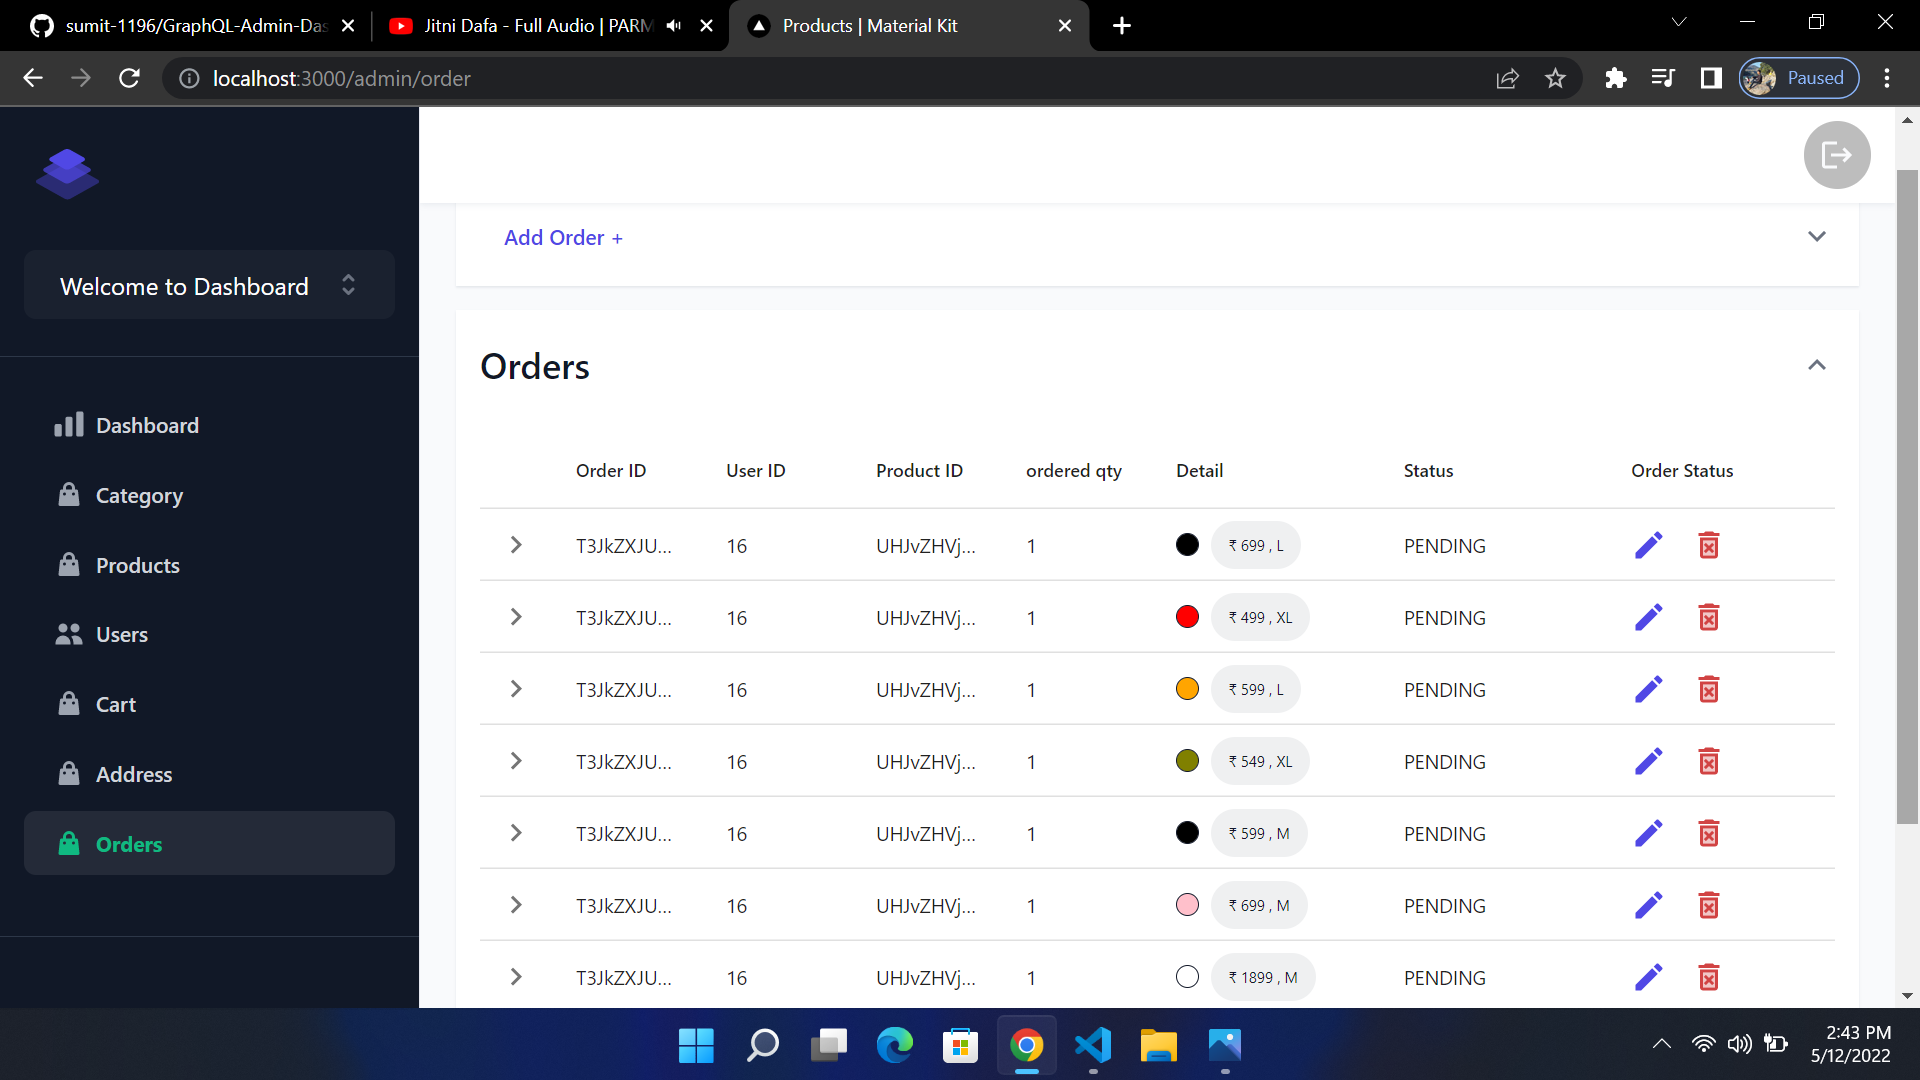 sumit-1196/GraphQL-Admin-Das
Jitni Dafa - Full Audio | PARM
Products | Material Kit
localhost:3000/admin/order
Paused
Add Order +
Welcome to Dashboard
Orders
Dashboard
Category
Products
Users
Cart
Address
Orders
Order ID User ID Product ID ordered qty Detail Status Order Status
T3JkZXJU... 16 UHJvZHVj... 1 ₹ 699 , L PENDING
T3JkZXJU... 16 UHJvZHVj... 1 ₹ 499 , XL PENDING
T3JkZXJU... 16 UHJvZHVj... 1 ₹ 599 , L PENDING
T3JkZXJU... 16 UHJvZHVj... 1 ₹ 549 , XL PENDING
T3JkZXJU... 16 UHJvZHVj... 1 ₹ 599 , M PENDING
T3JkZXJU... 16 UHJvZHVj... 1 ₹ 699 , M PENDING
T3JkZXJU... 16 UHJvZHVj... 1 ₹ 1899 , M PENDING
2:43 PM
5/12/2022